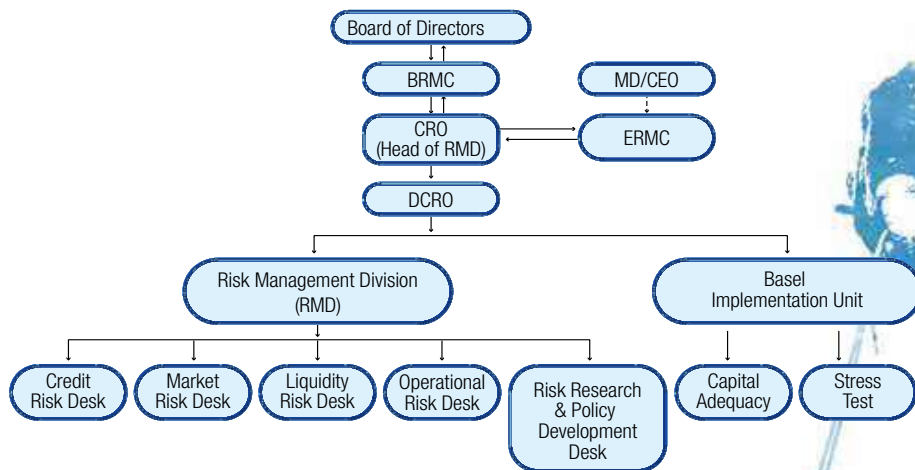 Board of Directors
BRMC
MD/CEO
CRO
(Head of RMD)
ERMC
DCRO
Risk Management Division
(RMD)
Basel
Implementation Unit
Credit
Risk Desk
Market
Risk Desk
Liquidity
Risk Desk
Operational
Risk Desk
Risk Research
& Policy
Development
Desk
Capital
Adequacy
Stress
Test